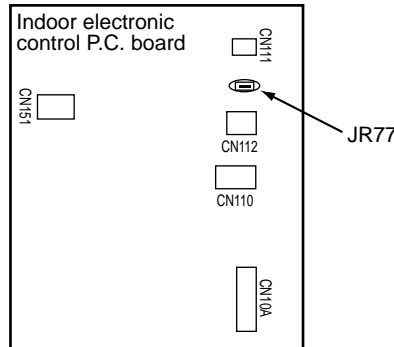 Indoor electronic
control P.C. board
CN111
CN151
JR77
CN112
CN110
CN10A